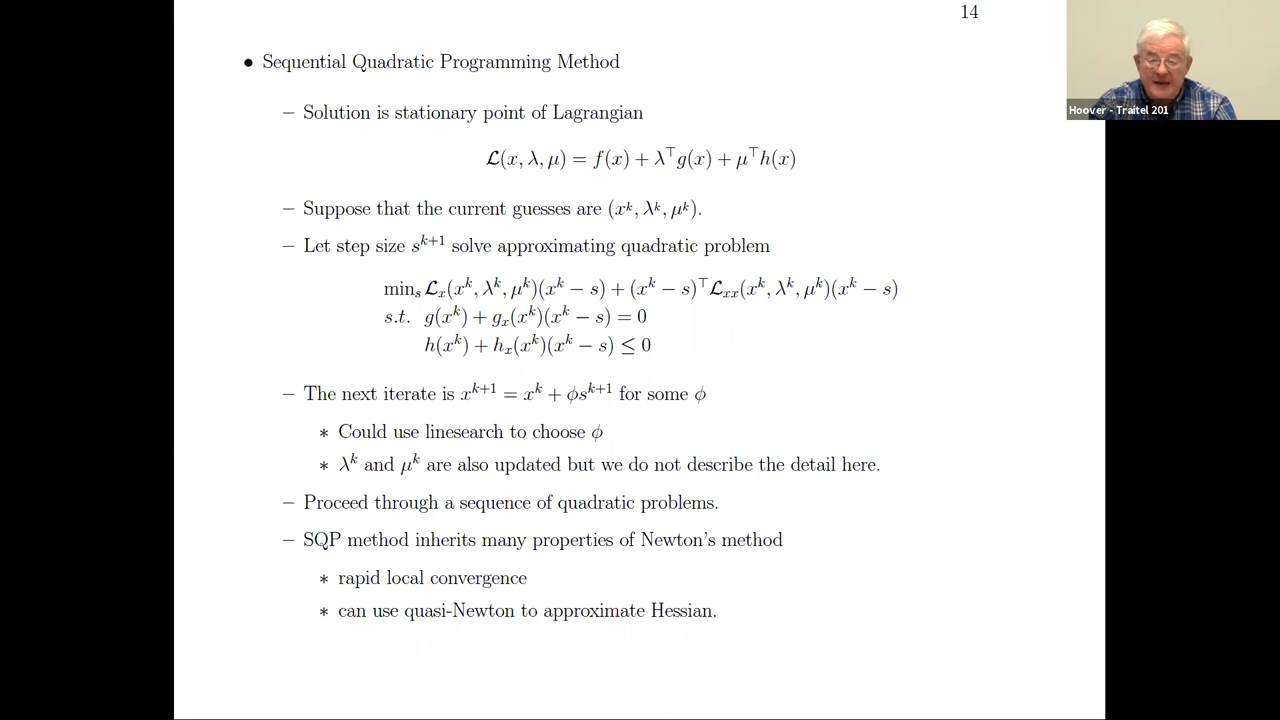 14
• Sequential Quadratic Programming Method
– Solution is stationary point of Lagrangian
ℒ(x, λ, μ) = f(x) + λ⊤g(x) + μ⊤h(x)
– Suppose that the current guesses are (xᵏ, λᵏ, μᵏ).
– Let step size sᵏ⁺¹ solve approximating quadratic problem
minₛ ℒₓ(xᵏ, λᵏ, μᵏ)(xᵏ − s) + (xᵏ − s)⊤ℒₓₓ(xᵏ, λᵏ, μᵏ)(xᵏ − s)
s.t. g(xᵏ) + gₓ(xᵏ)(xᵏ − s) = 0
h(xᵏ) + hₓ(xᵏ)(xᵏ − s) ≤ 0
– The next iterate is xᵏ⁺¹ = xᵏ + ϕsᵏ⁺¹ for some ϕ
∗ Could use linesearch to choose ϕ
∗ λᵏ and μᵏ are also updated but we do not describe the detail here.
– Proceed through a sequence of quadratic problems.
– SQP method inherits many properties of Newton's method
∗ rapid local convergence
∗ can use quasi-Newton to approximate Hessian.
Hoover - Traitel 201